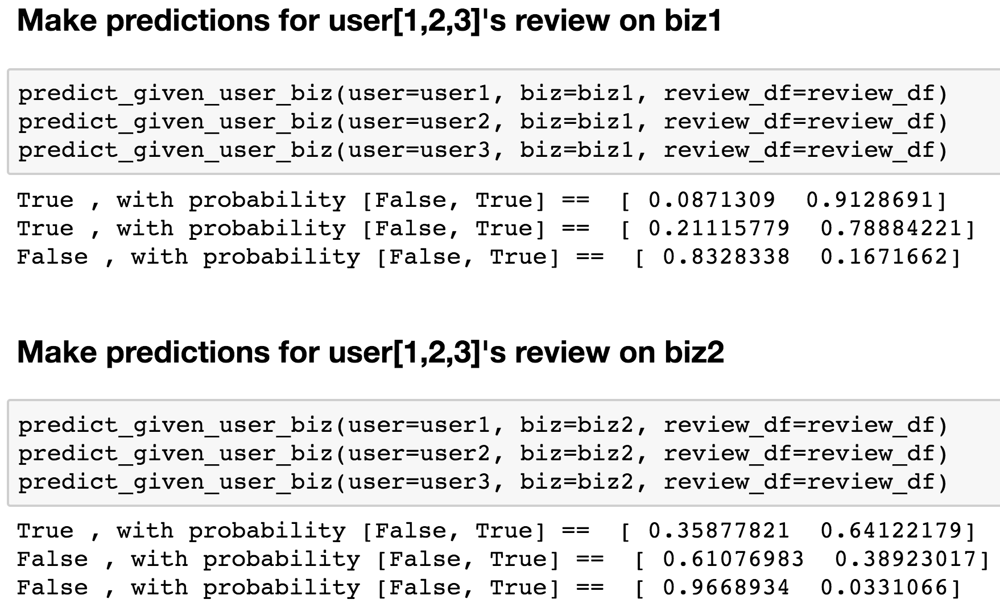 Make predictions for user[1,2,3]'s review on biz1
predict_given_user_biz(user=user1, biz=biz1, review_df=review_df)
predict_given_user_biz(user=user2, biz=biz1, review_df=review_df)
predict_given_user_biz(user=user3, biz=biz1, review_df=review_df)
True , with probability [False, True] ==  [ 0.0871309  0.9128691]
True , with probability [False, True] ==  [ 0.21115779  0.78884221]
False , with probability [False, True] ==  [ 0.8328338  0.1671662]
Make predictions for user[1,2,3]'s review on biz2
predict_given_user_biz(user=user1, biz=biz2, review_df=review_df)
predict_given_user_biz(user=user2, biz=biz2, review_df=review_df)
predict_given_user_biz(user=user3, biz=biz2, review_df=review_df)
True , with probability [False, True] ==  [ 0.35877821  0.64122179]
False , with probability [False, True] ==  [ 0.61076983  0.38923017]
False , with probability [False, True] ==  [ 0.9668934  0.0331066]